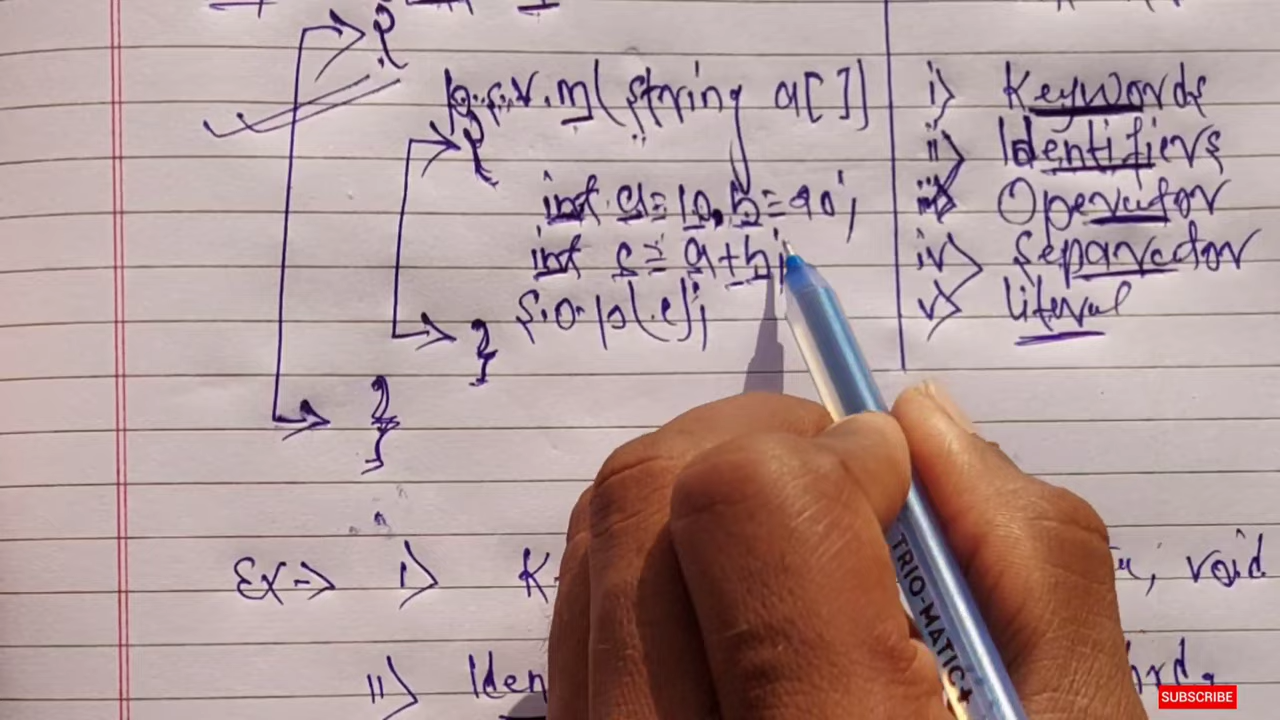 {
p.s.v.m(string a[])
{
int a=10, b=90;
int c = a+b;
S.o.p(c);
}
}
i) Keywords
ii) Identifiers
iii) Operator
iv) Separator
v) literal
Ex-> i) K void
ii) Iden
TRIO-MATIC
SUBSCRIBE